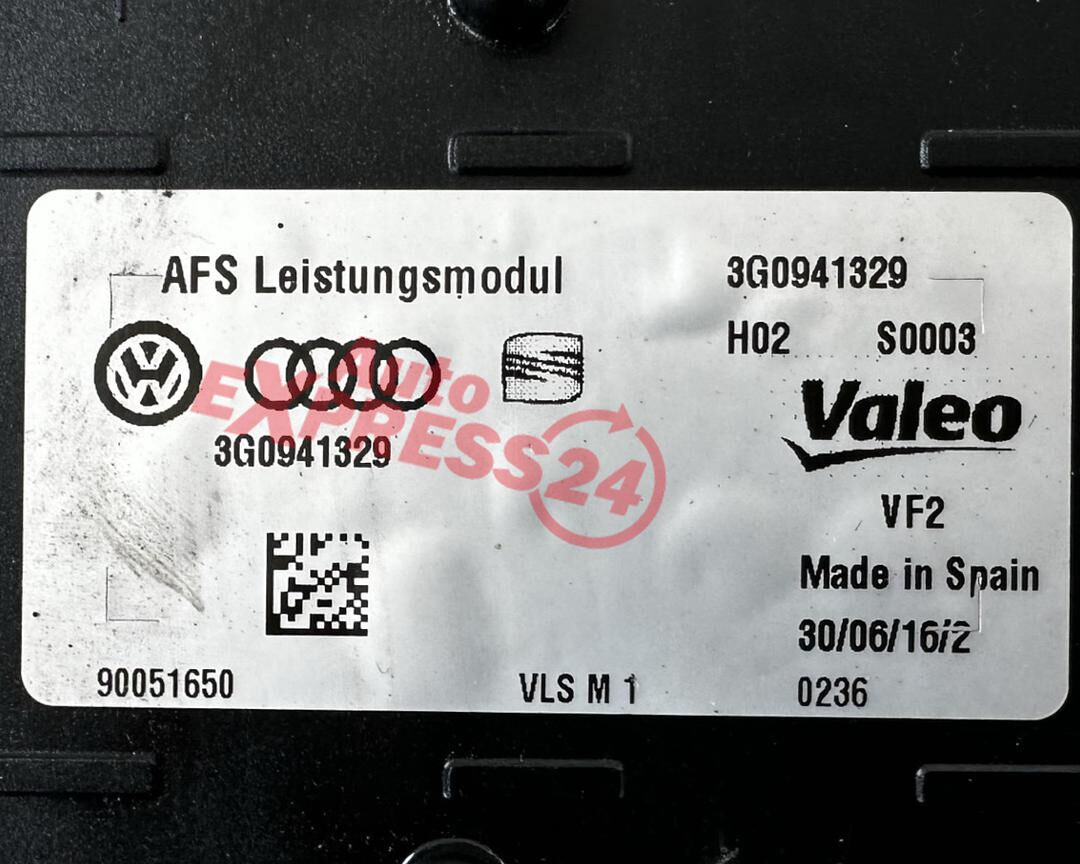 AFS Leistungsmodul
3G0941329
H02 S0003
Valeo
3G0941329
Auto
EXPRESS24
VF2
Made in Spain
30/06/16/2
90051650
VLS M 1
0236